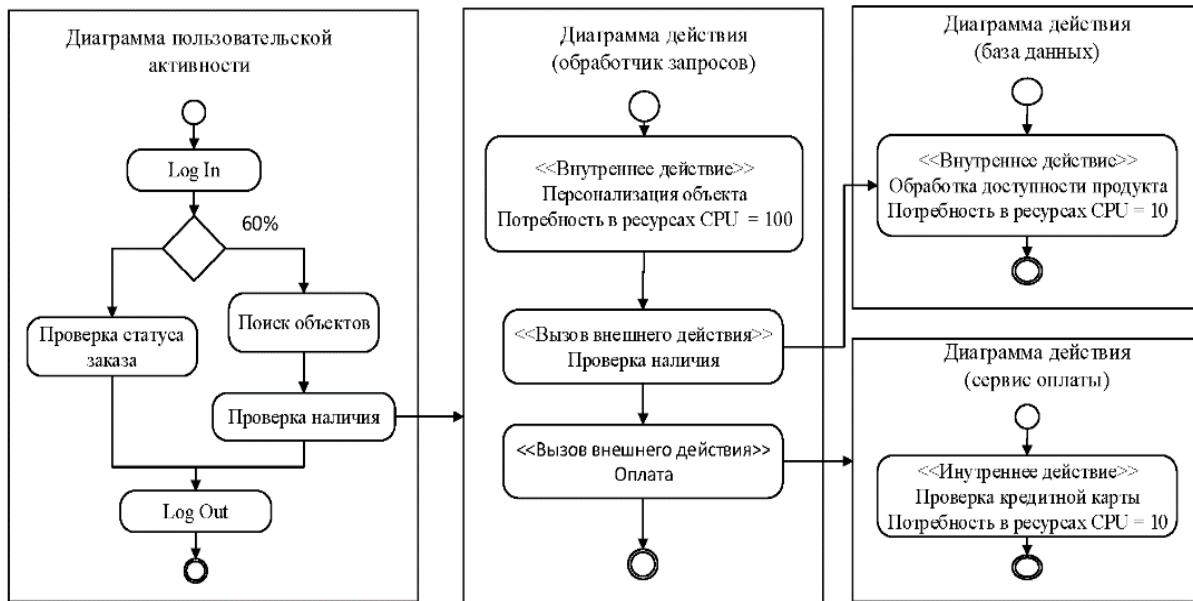 Диаграмма пользовательской
активности
Log In
60%
Проверка статуса
заказа
Поиск объектов
Проверка наличия
Log Out
Диаграмма действия
(обработчик запросов)
<<Внутреннее действие>>
Персонализация объекта
Потребность в ресурсах CPU = 100
<<Вызов внешнего действия>>
Проверка наличия
<<Вызов внешнего действия>>
Оплата
Диаграмма действия
(база данных)
<<Внутреннее действие>>
Обработка доступности продукта
Потребность в ресурсах CPU = 10
Диаграмма действия
(сервис оплаты)
<<Инутреннее действие>>
Проверка кредитной карты
Потребность в ресурсах CPU = 10